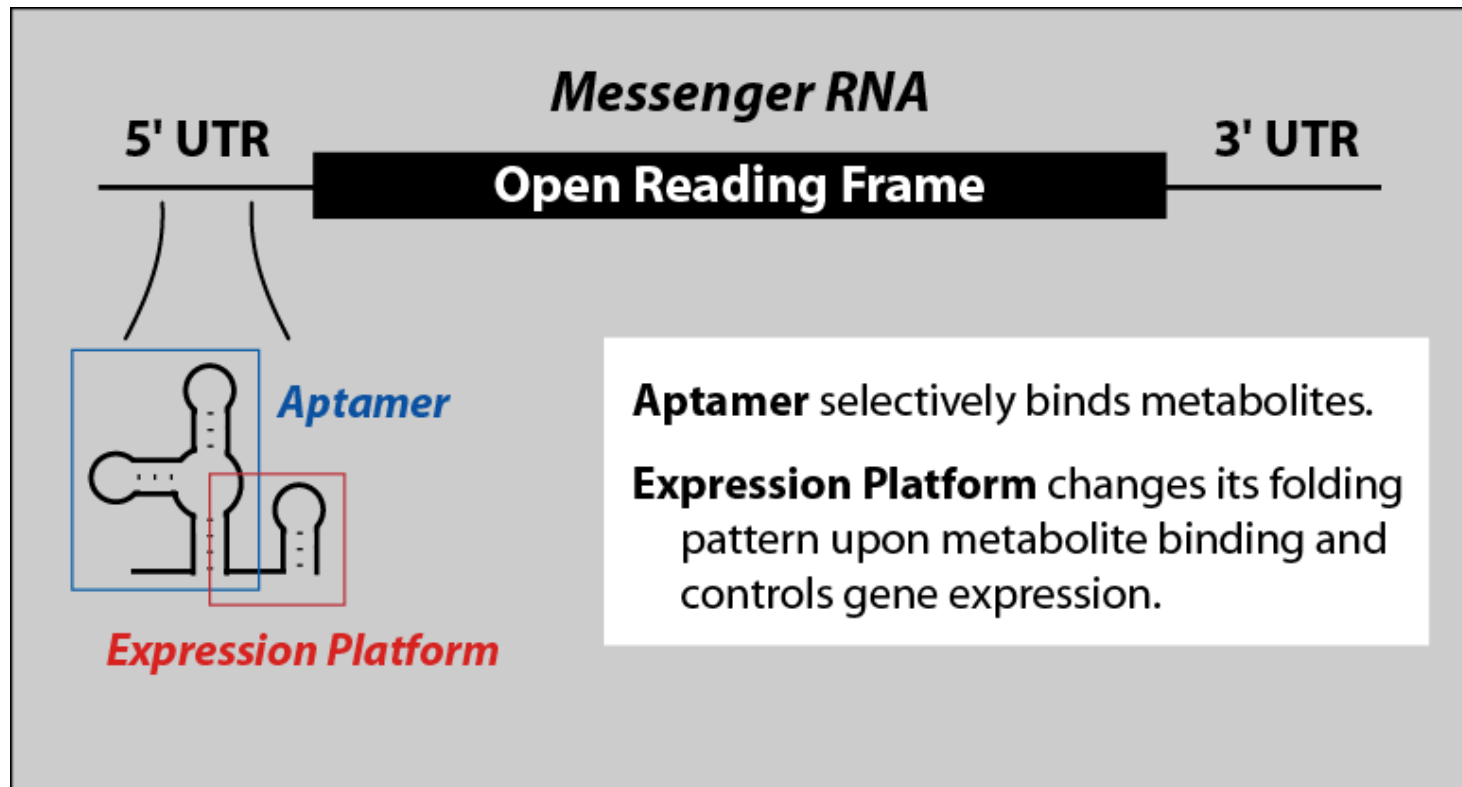 Messenger RNA
5' UTR
3' UTR
Open Reading Frame
Aptamer
Expression Platform
Aptamer selectively binds metabolites.
Expression Platform changes its folding
pattern upon metabolite binding and
controls gene expression.